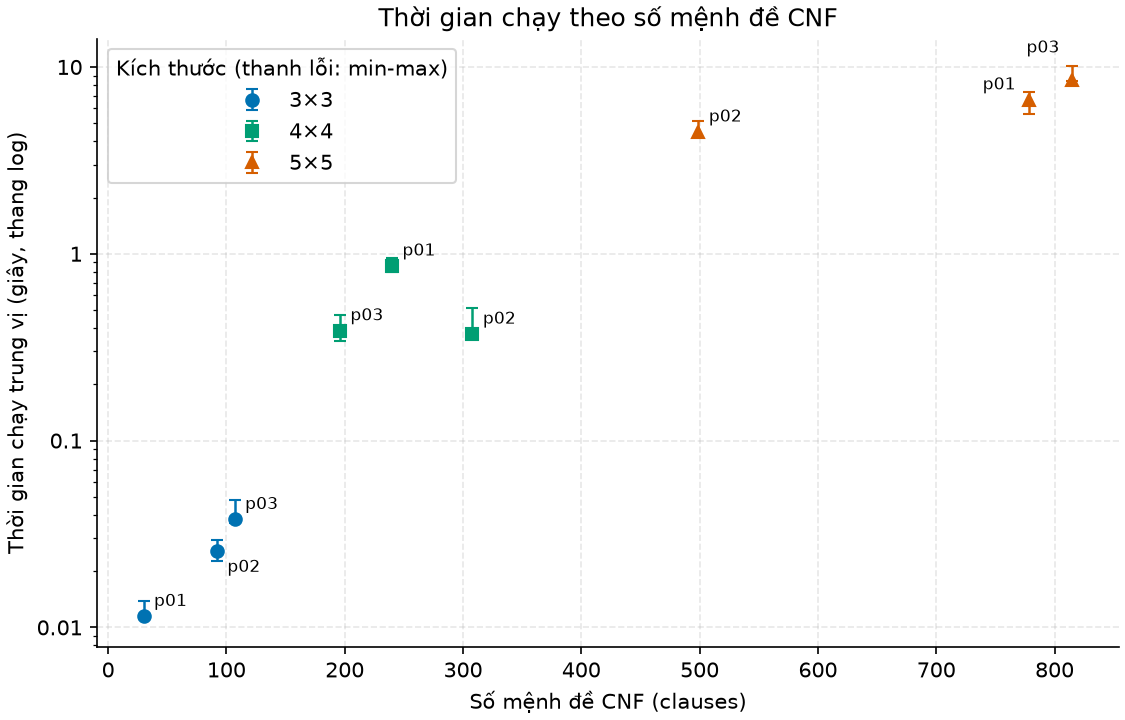 Thời gian chạy theo số mệnh đề CNF
Kích thước (thanh lỗi: min-max)
3×3
4×4
5×5
Thời gian chạy trung vị (giây, thang log)
10
1
0.1
0.01
p03
p01
p02
p01
p03
p02
p03
p02
p01
0
100
200
300
400
500
600
700
800
Số mệnh đề CNF (clauses)